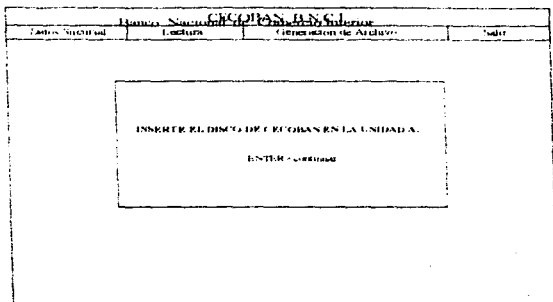 CECOBAN B.N.C.I.
Banco Nacional de Comercio Interior
Datos Sucursal Lectura Generación de Archivo Salir
INSERTE EL DISCO DE CECOBAN EN LA UNIDAD A.
ENTER-continuar